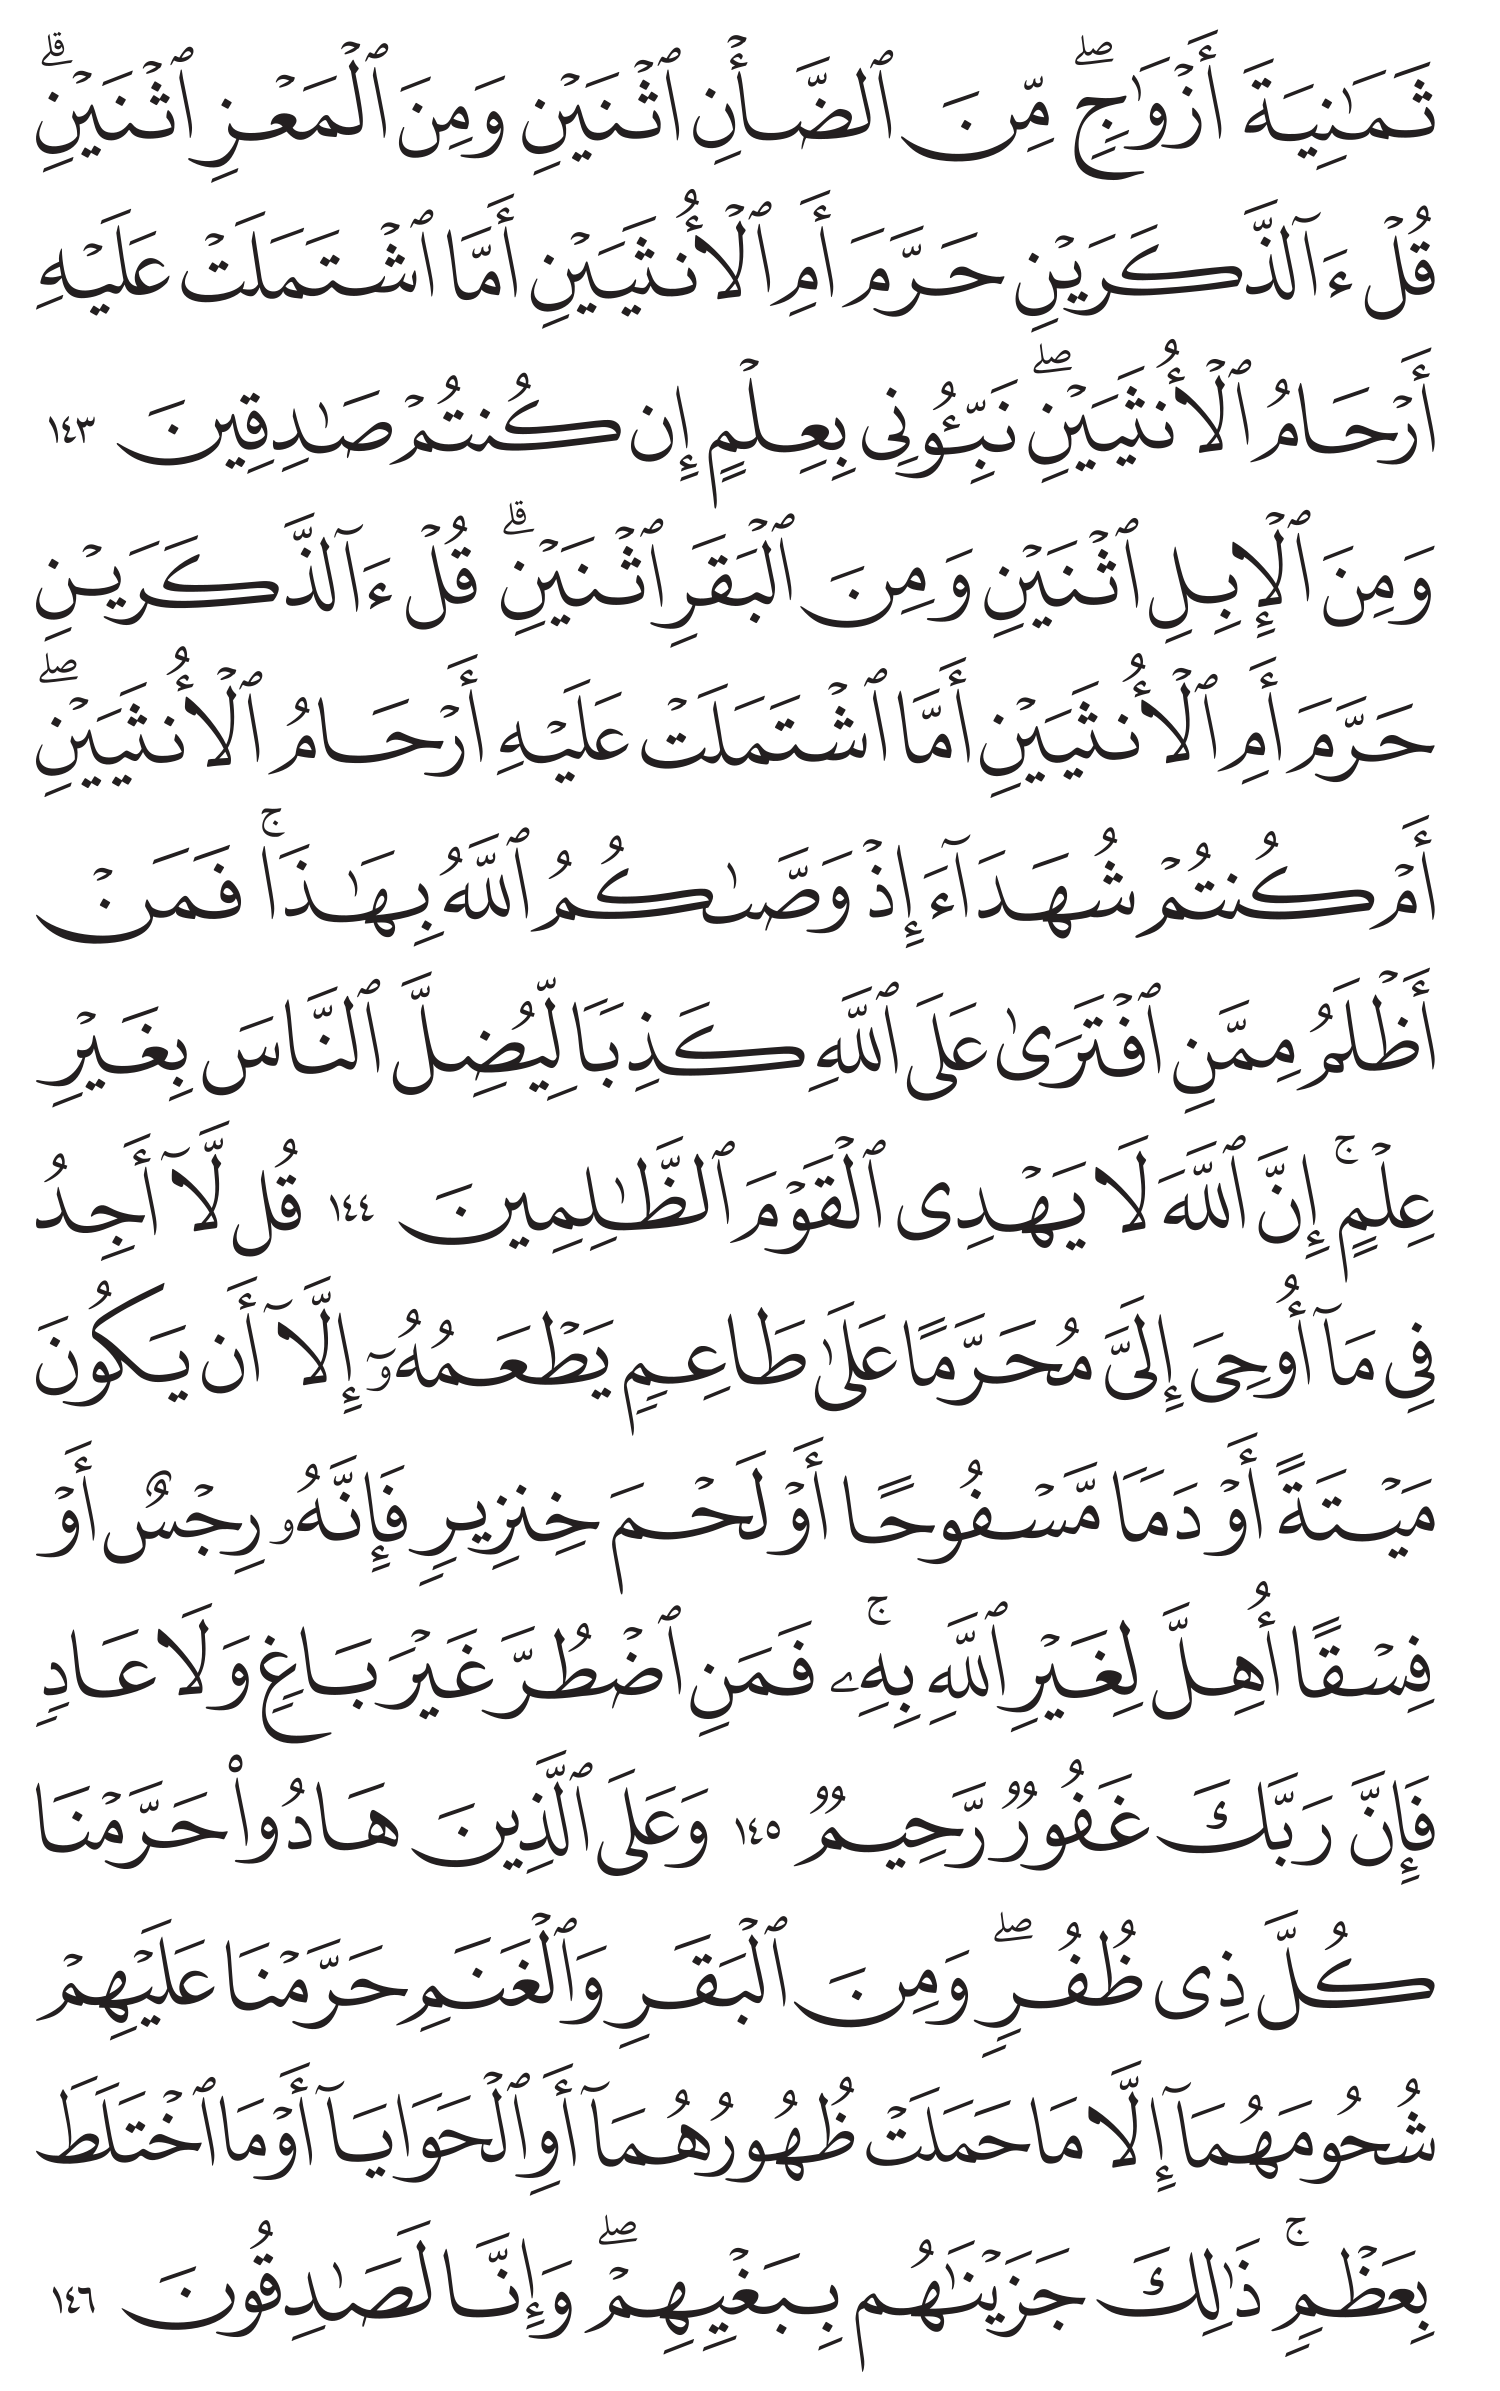 ثَمَٰنِيَةَ أَزۡوَٰجٖۖ مِّنَ ٱلضَّأۡنِ ٱثۡنَيۡنِ وَمِنَ ٱلۡمَعۡزِ ٱثۡنَيۡنِۗ
قُلۡ ءَآلذَّكَرَيۡنِ حَرَّمَ أَمِ ٱلۡأُنثَيَيۡنِ أَمَّا ٱشۡتَمَلَتۡ عَلَيۡهِ
أَرۡحَامُ ٱلۡأُنثَيَيۡنِۖ نَبِّـُٔونِي بِعِلۡمٍ إِن كُنتُمۡ صَٰدِقِينَ ١٤٣
وَمِنَ ٱلۡإِبِلِ ٱثۡنَيۡنِ وَمِنَ ٱلۡبَقَرِ ٱثۡنَيۡنِۗ قُلۡ ءَآلذَّكَرَيۡنِ
حَرَّمَ أَمِ ٱلۡأُنثَيَيۡنِ أَمَّا ٱشۡتَمَلَتۡ عَلَيۡهِ أَرۡحَامُ ٱلۡأُنثَيَيۡنِۖ
أَمۡ كُنتُمۡ شُهَدَآءَ إِذۡ وَصَّىٰكُمُ ٱللَّهُ بِهَٰذَاۚ فَمَنۡ
أَظۡلَمُ مِمَّنِ ٱفۡتَرَىٰ عَلَى ٱللَّهِ كَذِبٗا لِّيُضِلَّ ٱلنَّاسَ بِغَيۡرِ
عِلۡمٍۚ إِنَّ ٱللَّهَ لَا يَهۡدِي ٱلۡقَوۡمَ ٱلظَّٰلِمِينَ ١٤٤ قُل لَّآ أَجِدُ
فِي مَآ أُوحِيَ إِلَيَّ مُحَرَّمًا عَلَىٰ طَاعِمٖ يَطۡعَمُهُۥٓ إِلَّآ أَن يَكُونَ
مَيۡتَةً أَوۡ دَمٗا مَّسۡفُوحًا أَوۡ لَحۡمَ خِنزِيرٖ فَإِنَّهُۥ رِجۡسٌ أَوۡ
فِسۡقًا أُهِلَّ لِغَيۡرِ ٱللَّهِ بِهِۦۚ فَمَنِ ٱضۡطُرَّ غَيۡرَ بَاغٖ وَلَا عَادٖ
فَإِنَّ رَبَّكَ غَفُورٞ رَّحِيمٞ ١٤٥ وَعَلَى ٱلَّذِينَ هَادُواْ حَرَّمۡنَا
كُلَّ ذِي ظُفُرٖۖ وَمِنَ ٱلۡبَقَرِ وَٱلۡغَنَمِ حَرَّمۡنَا عَلَيۡهِمۡ
شُحُومَهُمَآ إِلَّا مَا حَمَلَتۡ ظُهُورُهُمَآ أَوِ ٱلۡحَوَايَآ أَوۡ مَا ٱخۡتَلَطَ
بِعَظۡمٖۚ ذَٰلِكَ جَزَيۡنَٰهُم بِبَغۡيِهِمۡۖ وَإِنَّا لَصَٰدِقُونَ ١٤٦